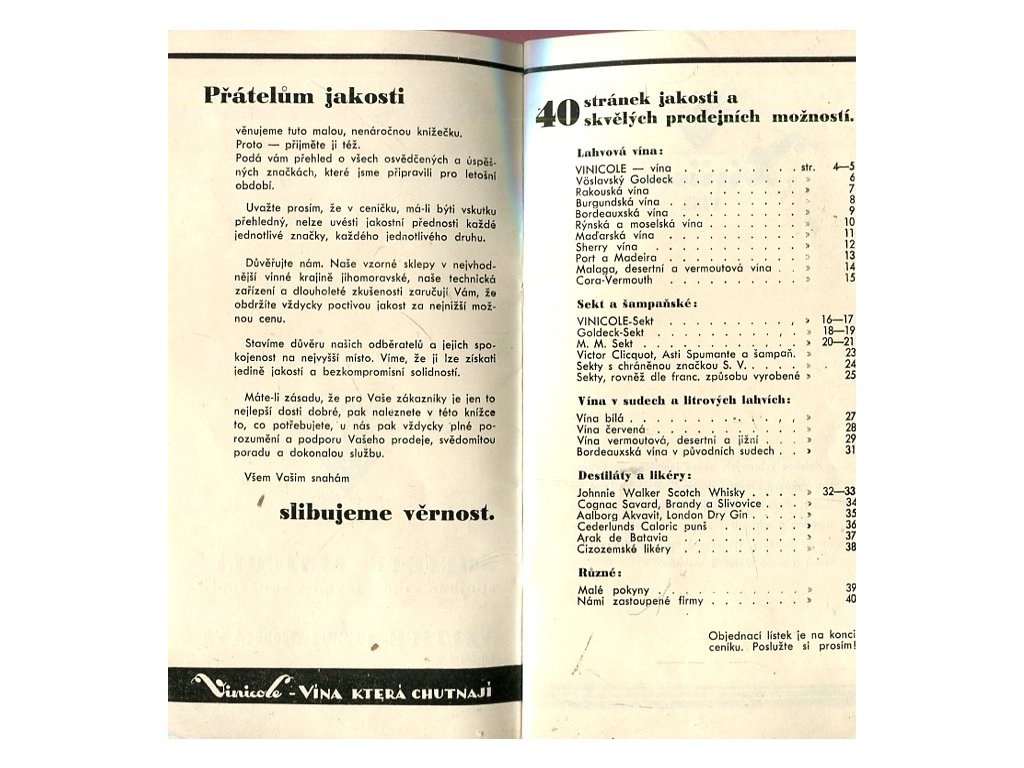 Přátelům jakosti
věnujeme tuto malou, nenáročnou knížečku.
Proto — přijměte ji též.
Podá vám přehled o všech osvědčených a úspěš-
ných značkách, které jsme připravili pro letošní
období.
Uvažte prosím, že v ceníčku, má-li býti vskutku
přehledný, nelze uvésti jakostní přednosti každé
jednotlivé značky, každého jednotlivého druhu.
Důvěřujte nám. Naše vzorné sklepy v nejvhod-
nější vinné krajině jihomoravské, naše technická
zařízení a dlouholeté zkušenosti zaručují Vám, že
obdržíte vždycky poctivou jakost za nejnižší mož-
nou cenu.
Stavíme důvěru našich odběratelů a jejich spo-
kojenost na nejvyšší místo. Víme, že ji lze získati
jedině jakostí a bezkompromisní solidností.
Máte-li zásadu, že pro Vaše zákazníky je jen to
nejlepší dosti dobré, pak naleznete v této knížce
to, co potřebujete, u nás pak vždycky plné po-
rozumění a podporu Vašeho prodeje, svědomitou
poradu a dokonalou službu.
Všem Vašim snahám
slibujeme věrnost.
Vinicole - VÍNA KTERÁ CHUTNAJÍ
40 stránek jakosti a
skvělých prodejních možností.
Lahvová vína:
VINICOLE — vína . . . . . . . . . . str. 4—5
Vöslavský Goldeck . . . . . . . . . » 6
Rakouská vína . . . . . . . . . . » 7
Burgundská vína . . . . . . . . . » 8
Bordeauxská vína . . . . . . . . . » 9
Rýnská a moselská vína . . . . . . . » 10
Maďarská vína . . . . . . . . . . » 11
Sherry vína . . . . . . . . . . . » 12
Port a Madeira . . . . . . . . . . » 13
Malaga, desertní a vermoutová vína . . . » 14
Cora-Vermouth . . . . . . . . . . » 15
Sekt a šampaňské:
VINICOLE-Sekt . . . . . . . . . . » 16—17
Goldeck-Sekt . . . . . . . . . . » 18—19
M. M. Sekt . . . . . . . . . . . » 20—21
Victor Clicquot, Asti Spumante a šampaň. » 23
Sekty s chráněnou značkou S. V. . . . . » 24
Sekty, rovněž dle franc. způsobu vyrobené » 25
Vína v sudech a litrových lahvích:
Vína bílá . . . . . . . . . . . . » 27
Vína červená . . . . . . . . . . . » 28
Vína vermoutová, desertní a jižní . . . » 29
Bordeauxská vína v původních sudech . . » 31
Destiláty a likéry:
Johnnie Walker Scotch Whisky . . . . » 32—33
Cognac Savard, Brandy a Slivovice . . . » 34
Aalborg Akvavit, London Dry Gin . . . . » 35
Cederlunds Caloric punš . . . . . . . » 36
Arak de Batavia . . . . . . . . . » 37
Cizozemské likéry . . . . . . . . . » 38
Různé:
Malé pokyny . . . . . . . . . . . » 39
Námi zastoupené firmy . . . . . . . » 40
Objednací lístek je na konci
ceníku. Poslužte si prosím!